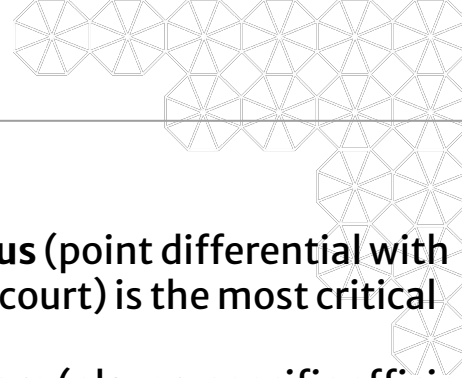 us (point differential with
court) is the most critical